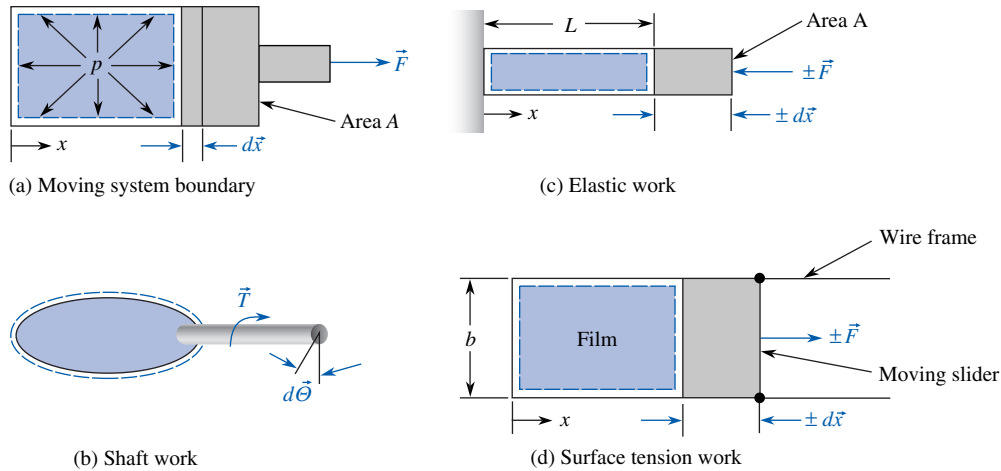 p
F⃗
Area A
x
dx⃗
(a) Moving system boundary
L
Area A
±F⃗
x
± dx⃗
(c) Elastic work
T⃗
dΘ⃗
(b) Shaft work
Wire frame
b
Film
±F⃗
Moving slider
x
± dx⃗
(d) Surface tension work